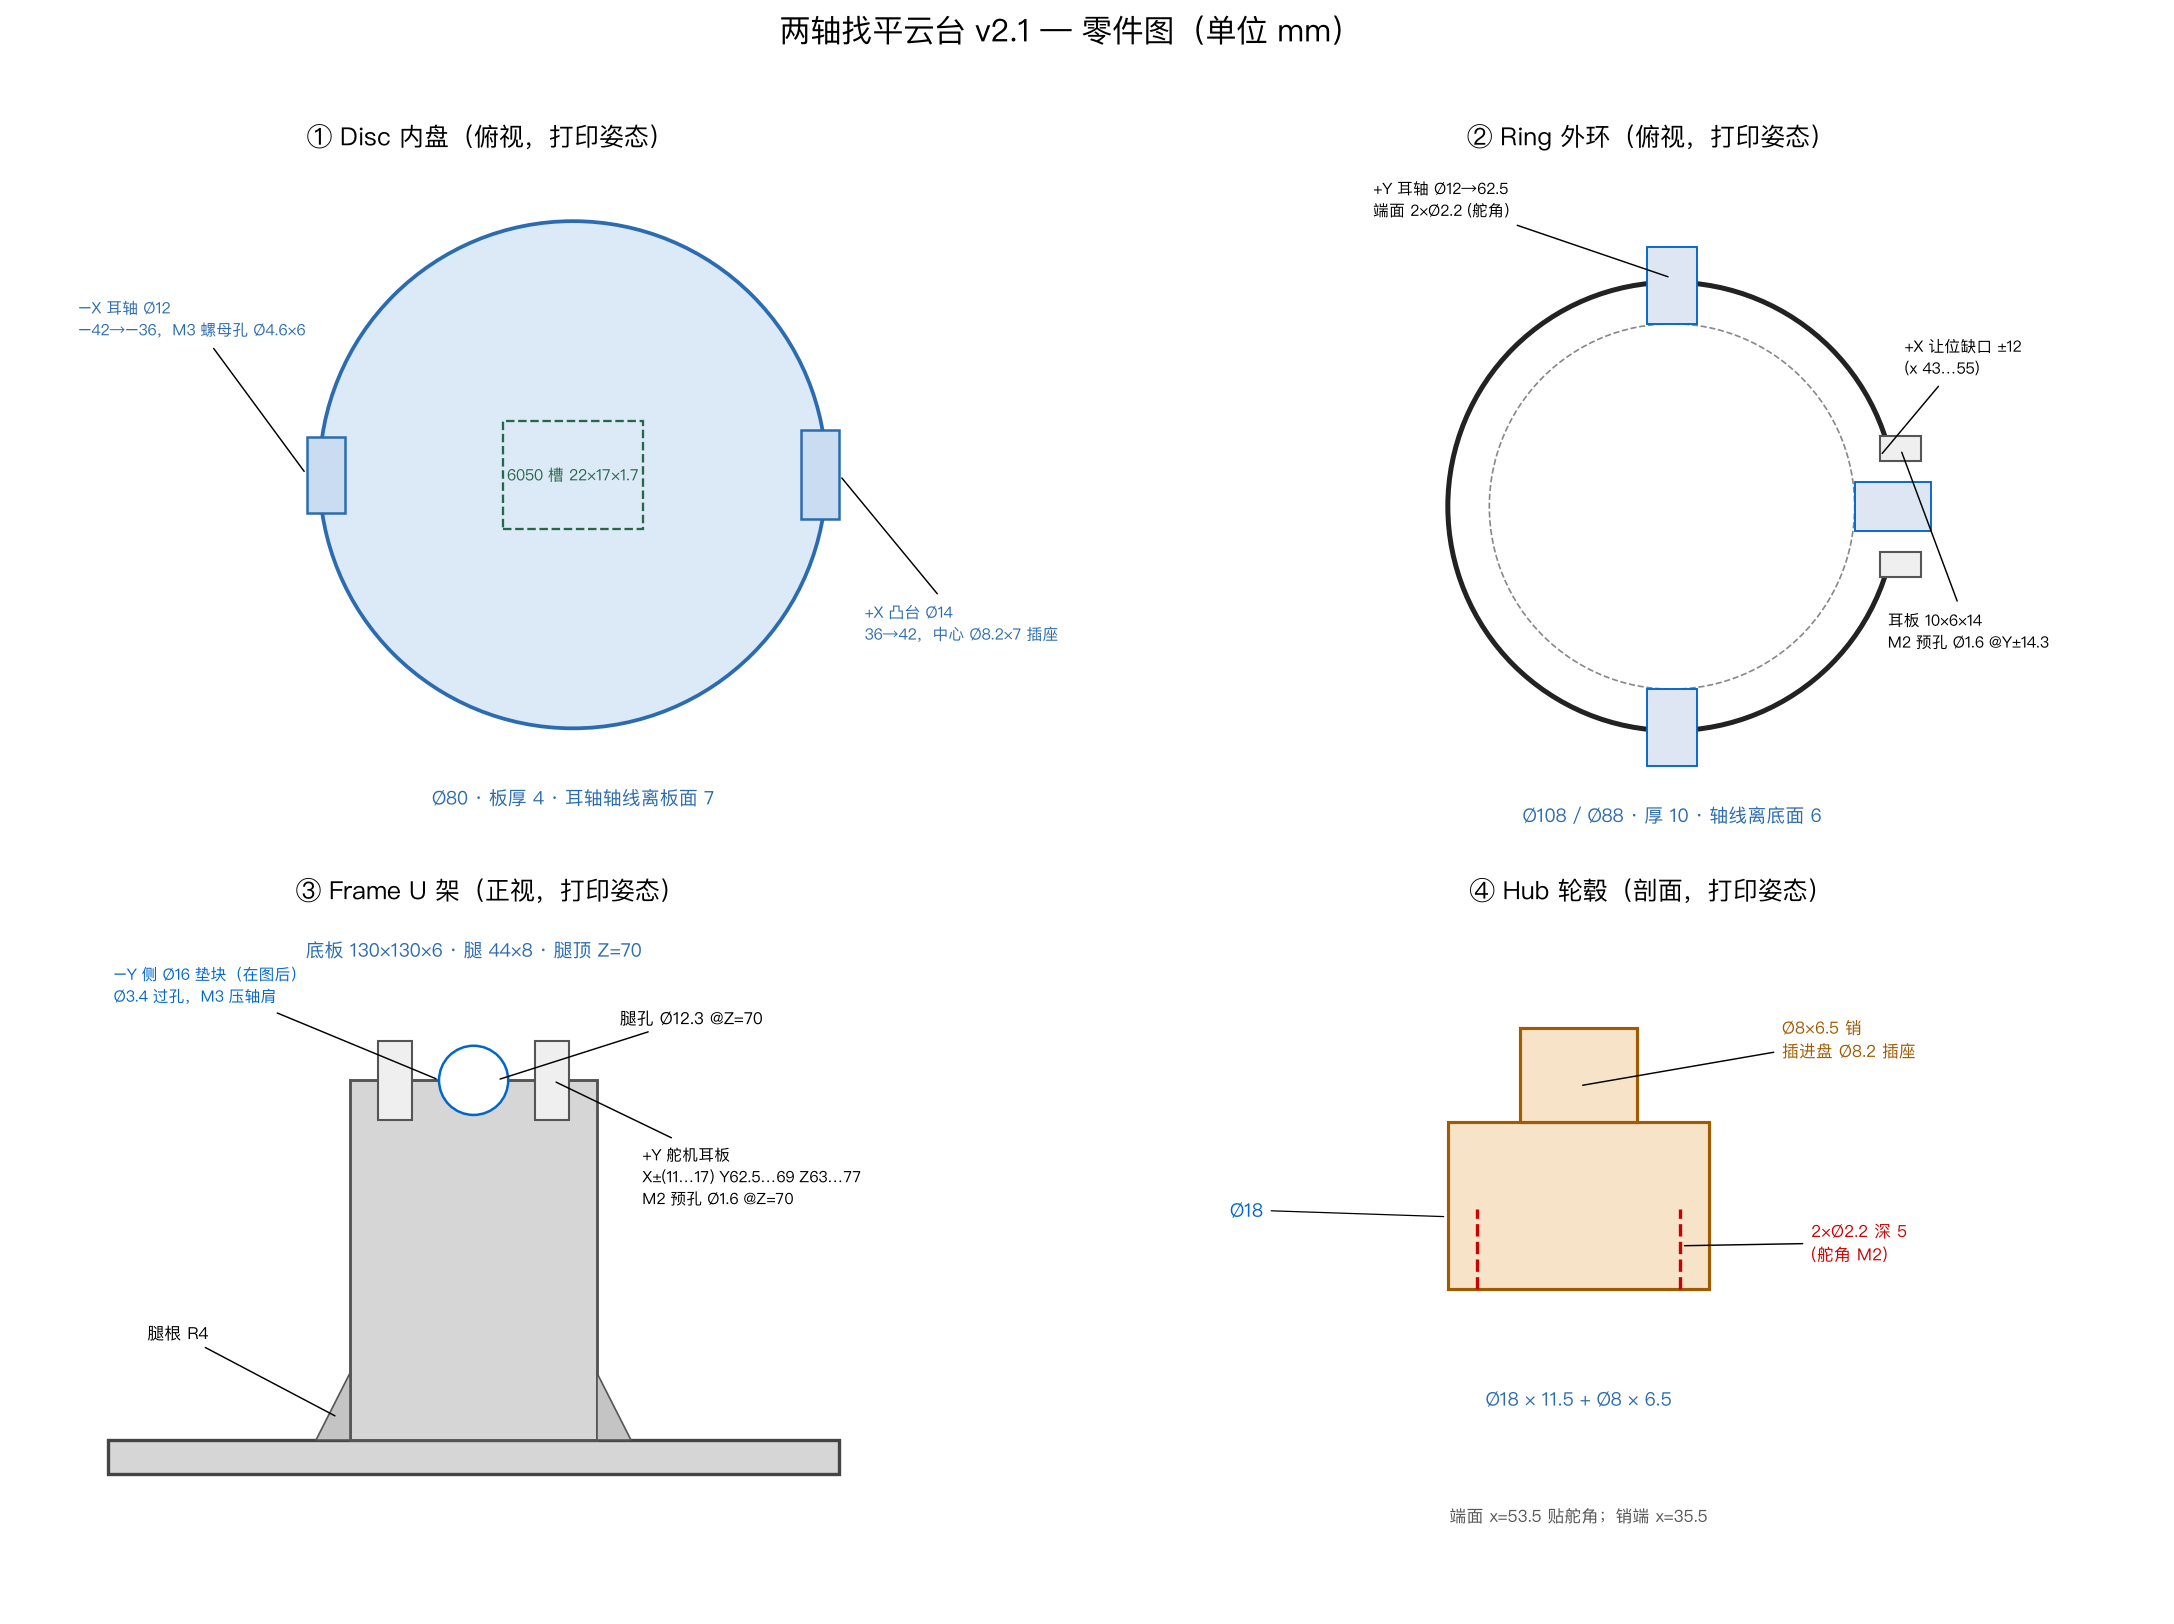 两轴找平云台 v2.1 — 零件图（单位 mm）
① Disc 内盘（俯视，打印姿态）
−X 耳轴 Ø12
−42→−36，M3 螺母孔 Ø4.6×6
6050 槽 22×17×1.7
+X 凸台 Ø14
36→42，中心 Ø8.2×7 插座
Ø80 · 板厚 4 · 耳轴轴线离板面 7
② Ring 外环（俯视，打印姿态）
+Y 耳轴 Ø12→62.5
端面 2×Ø2.2 (舵角)
+X 让位缺口 ±12
(x 43…55)
耳板 10×6×14
M2 预孔 Ø1.6 @Y±14.3
Ø108 / Ø88 · 厚 10 · 轴线离底面 6
③ Frame U 架（正视，打印姿态）
底板 130×130×6 · 腿 44×8 · 腿顶 Z=70
−Y 侧 Ø16 垫块（在图后）
Ø3.4 过孔，M3 压轴肩
腿孔 Ø12.3 @Z=70
+Y 舵机耳板
X±(11…17) Y62.5…69 Z63…77
M2 预孔 Ø1.6 @Z=70
腿根 R4
④ Hub 轮毂（剖面，打印姿态）
Ø8×6.5 销
插进盘 Ø8.2 插座
Ø18
2×Ø2.2 深 5
(舵角 M2)
Ø18 × 11.5 + Ø8 × 6.5
端面 x=53.5 贴舵角；销端 x=35.5